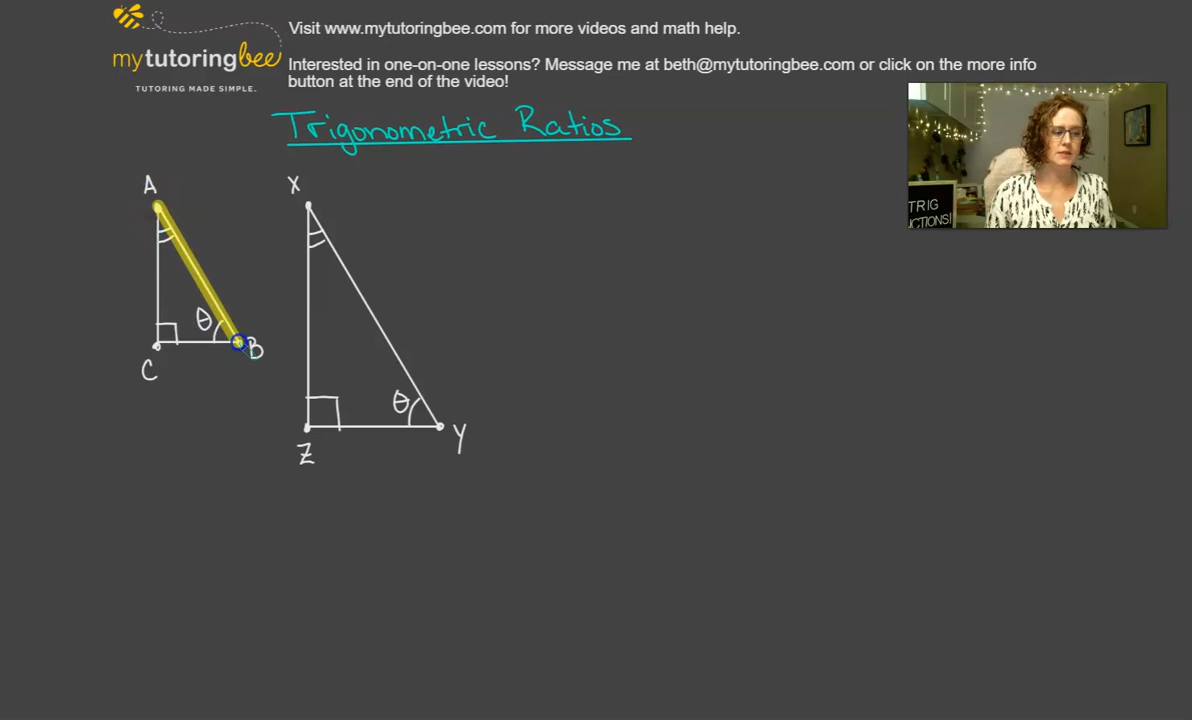 Visit www.mytutoringbee.com for more videos and math help.
mytutoringbee
TUTORING MADE SIMPLE.
Interested in one-on-one lessons? Message me at beth@mytutoringbee.com or click on the more info
button at the end of the video!
Trigonometric Ratios
TRIG
NCTIONS!
A
X
θ
B
C
θ
Y
Z